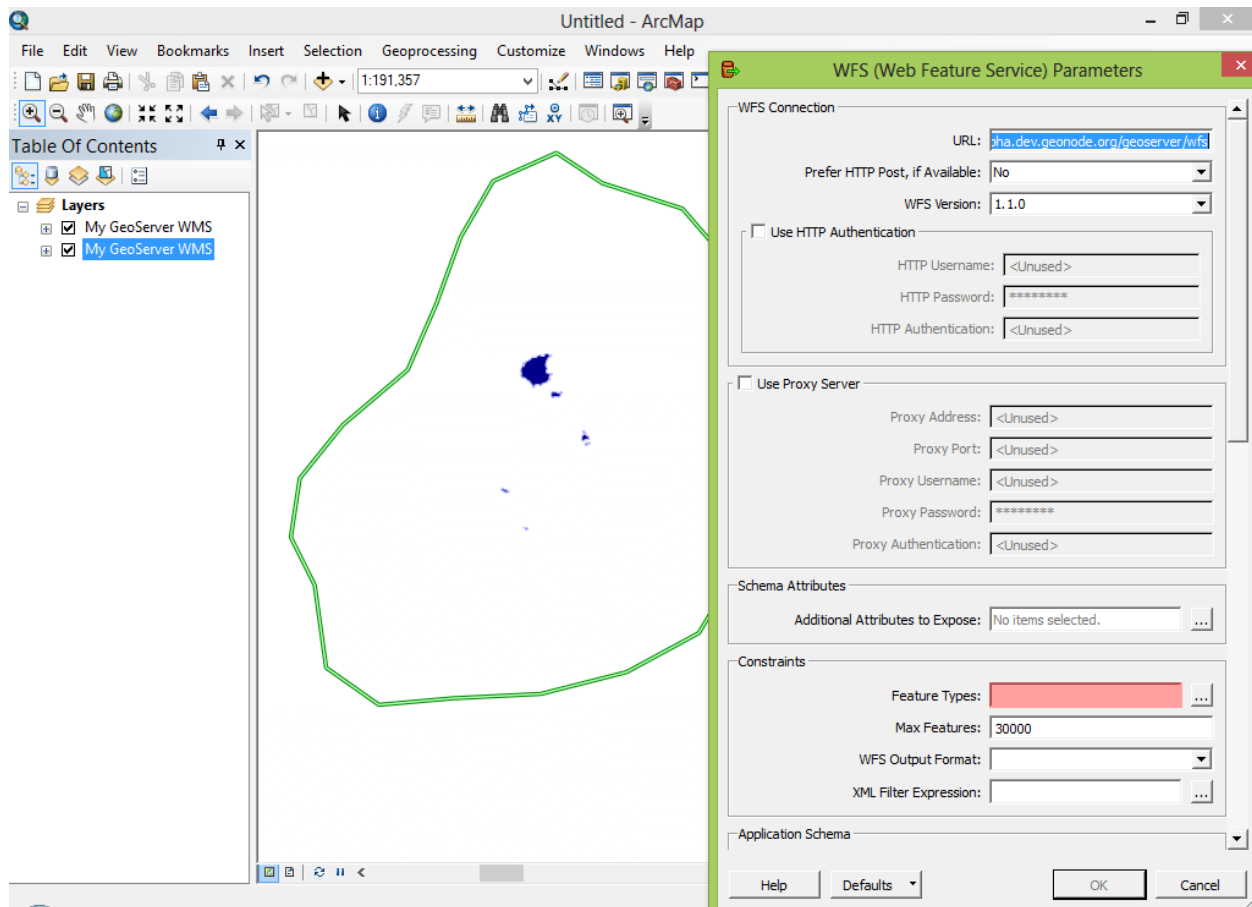 Untitled - ArcMap
File Edit View Bookmarks Insert Selection Geoprocessing Customize Windows Help
1:191,357
Table Of Contents
Layers
My GeoServer WMS
My GeoServer WMS
WFS (Web Feature Service) Parameters
WFS Connection
URL: pha.dev.geonode.org/geoserver/wfs
Prefer HTTP Post, if Available: No
WFS Version: 1.1.0
Use HTTP Authentication
HTTP Username: <Unused>
HTTP Password: ********
HTTP Authentication: <Unused>
Use Proxy Server
Proxy Address: <Unused>
Proxy Port: <Unused>
Proxy Username: <Unused>
Proxy Password: ********
Proxy Authentication: <Unused>
Schema Attributes
Additional Attributes to Expose: No items selected. ...
Constraints
Feature Types: ...
Max Features: 30000
WFS Output Format:
XML Filter Expression: ...
Application Schema
Help Defaults OK Cancel